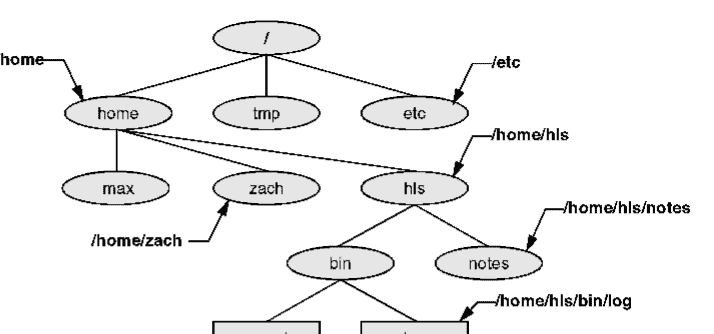 /
/home
/etc
home
tmp
etc
/home/hls
max
zach
hls
/home/hls/notes
/home/zach
bin
notes
/home/hls/bin/log